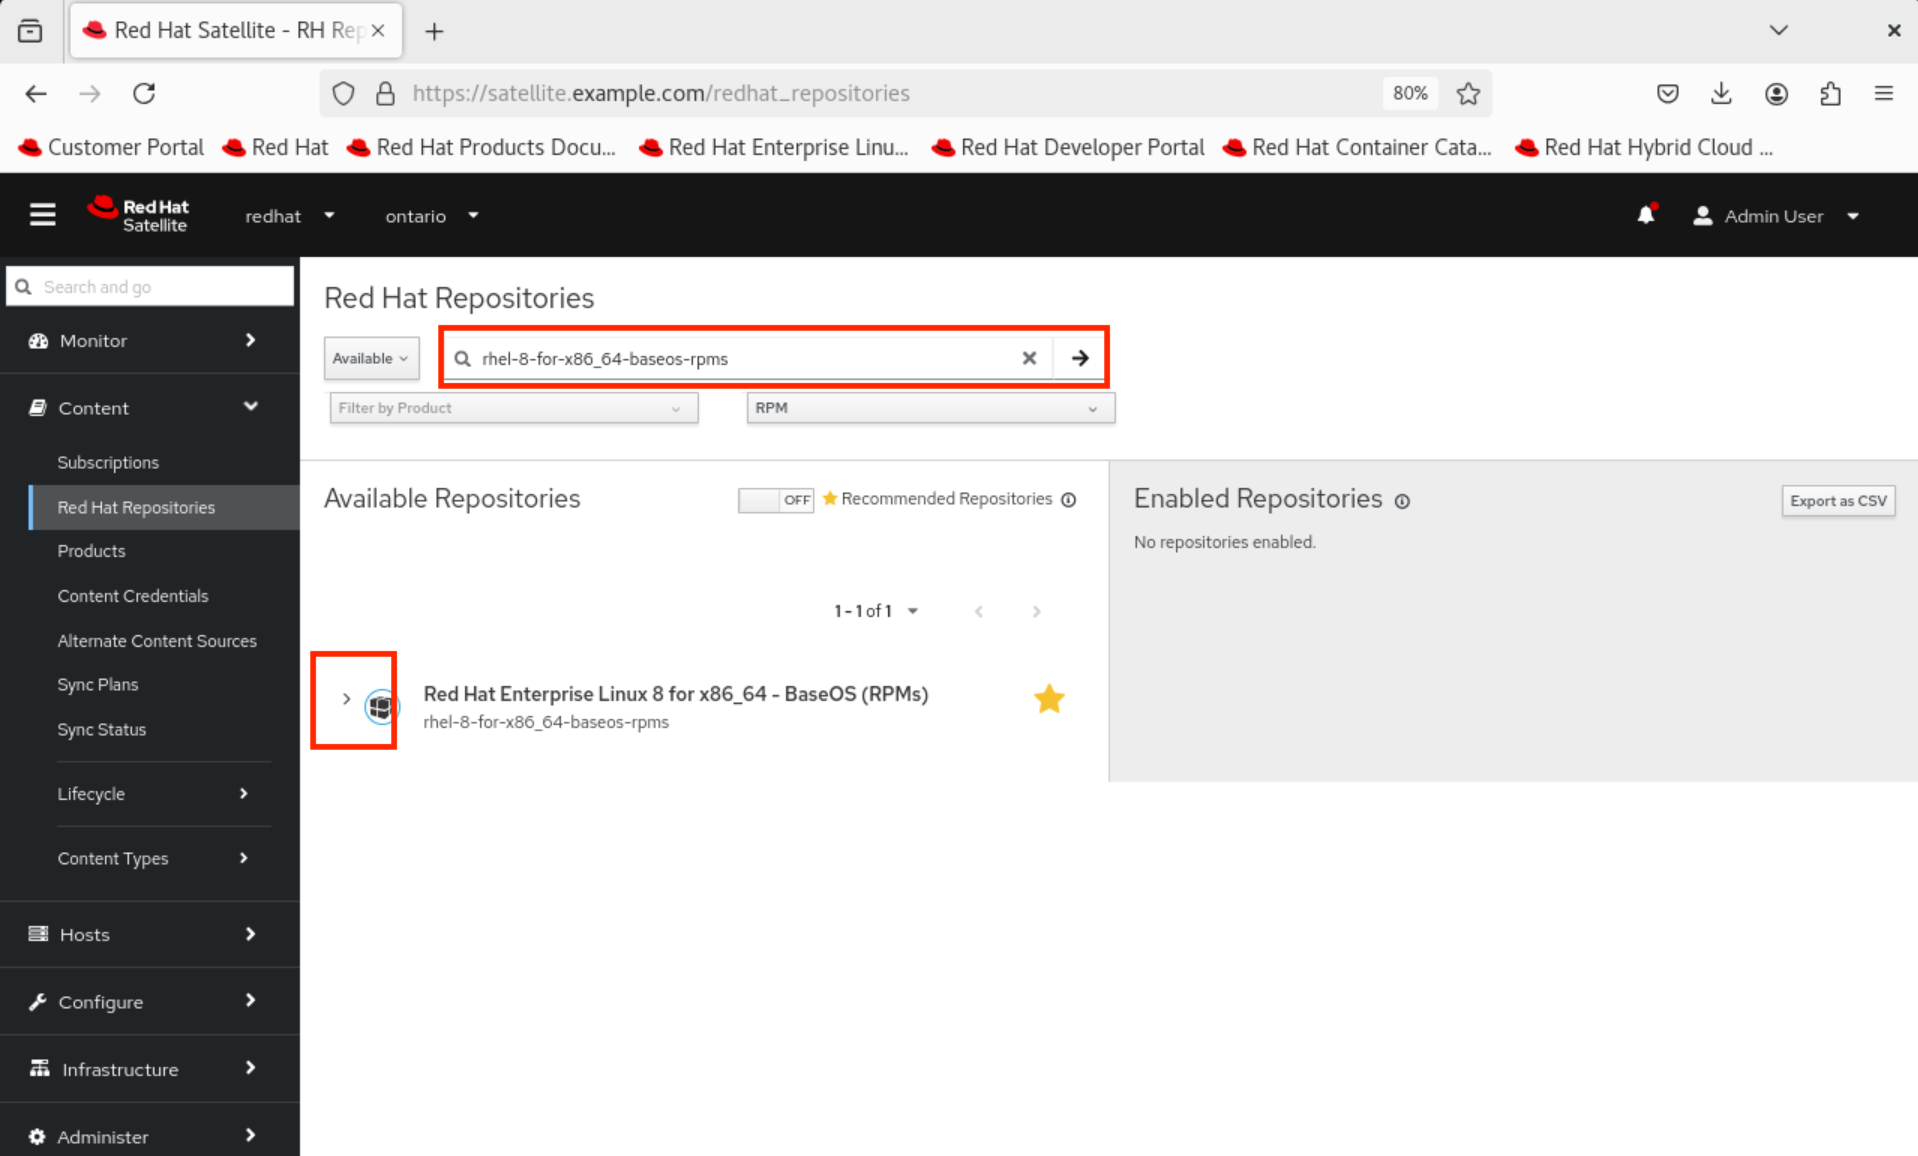 Red Hat Satellite - RH Rep
https://satellite.example.com/redhat_repositories
80%
Customer Portal
Red Hat
Red Hat Products Docu...
Red Hat Enterprise Linu...
Red Hat Developer Portal
Red Hat Container Cata...
Red Hat Hybrid Cloud ...
Red Hat
Satellite
redhat
ontario
Admin User
Search and go
Monitor
Content
Subscriptions
Red Hat Repositories
Products
Content Credentials
Alternate Content Sources
Sync Plans
Sync Status
Lifecycle
Content Types
Hosts
Configure
Infrastructure
Administer
Red Hat Repositories
Available
rhel-8-for-x86_64-baseos-rpms
Filter by Product
RPM
Available Repositories
OFF
Recommended Repositories
1 - 1 of 1
Red Hat Enterprise Linux 8 for x86_64 - BaseOS (RPMs)
rhel-8-for-x86_64-baseos-rpms
Enabled Repositories
Export as CSV
No repositories enabled.